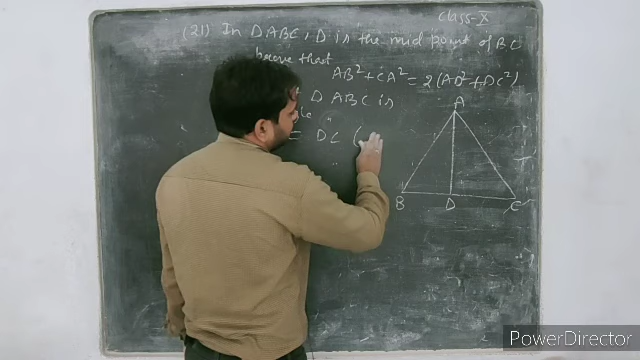 class-X
(21) In D ABC, D is the mid point of BC
prove that
AB² + CA² = 2(AD² + DC²)
D ABC is
= DC (
A
B D C
PowerDirector